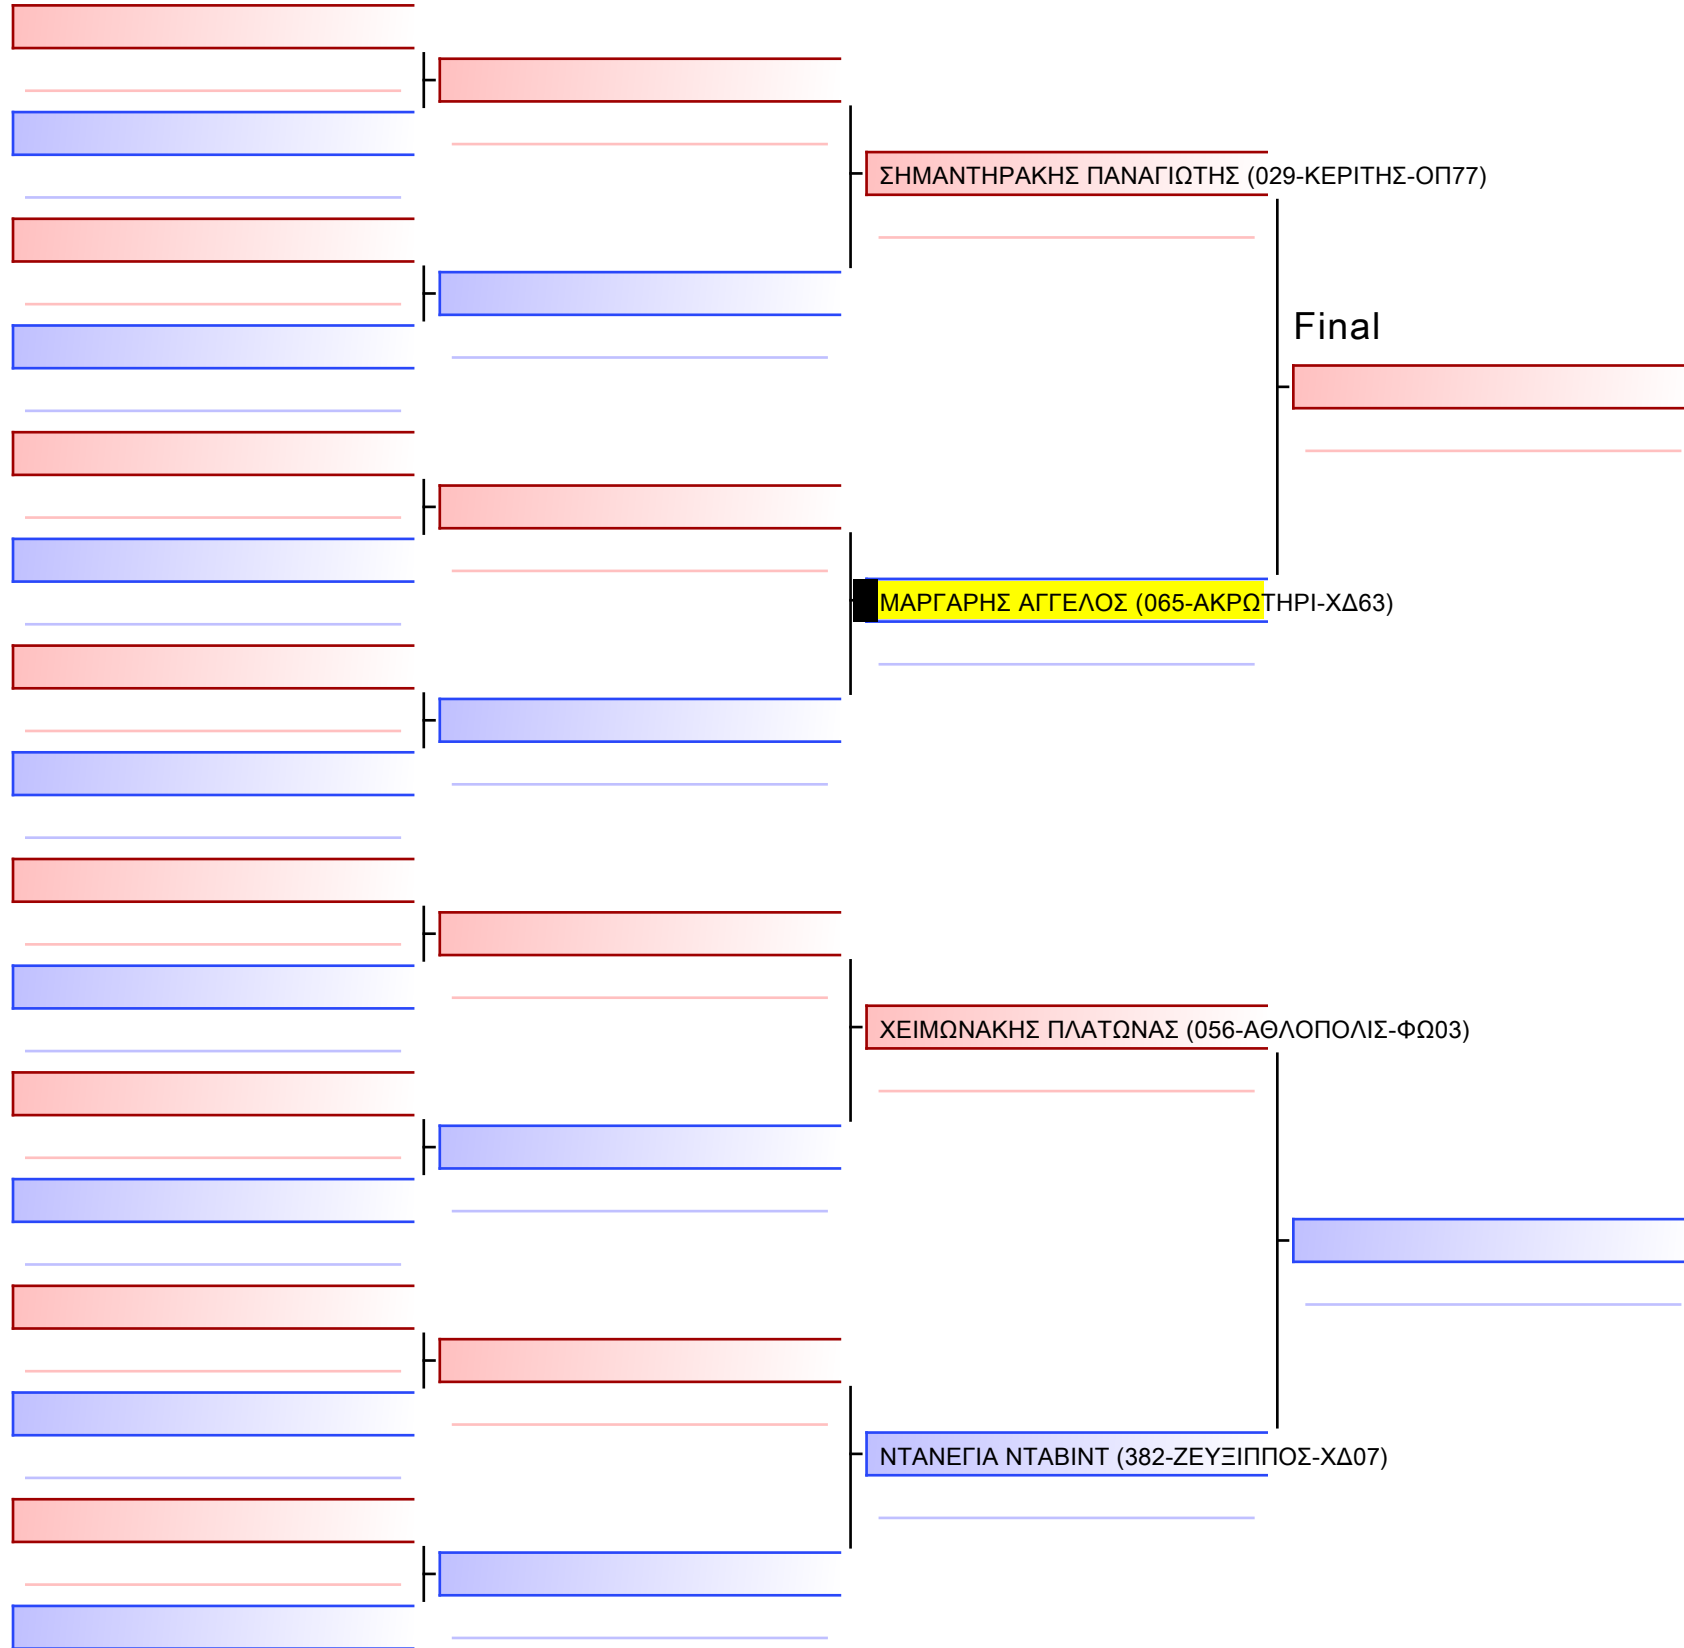 ΣΗΜΑΝΤΗΡΑΚΗΣ ΠΑΝΑΓΙΩΤΗΣ (029-ΚΕΡΙΤΗΣ-ΟΠ77)
Final
ΜΑΡΓΑΡΗΣ ΑΓΓΕΛΟΣ (065-ΑΚΡΩΤΗΡΙ-ΧΔ63)
ΧΕΙΜΩΝΑΚΗΣ ΠΛΑΤΩΝΑΣ (056-ΑΘΛΟΠΟΛΙΣ-ΦΩ03)
ΝΤΑΝΕΓΙΑ ΝΤΑΒΙΝΤ (382-ΖΕΥΞΙΠΠΟΣ-ΧΔ07)